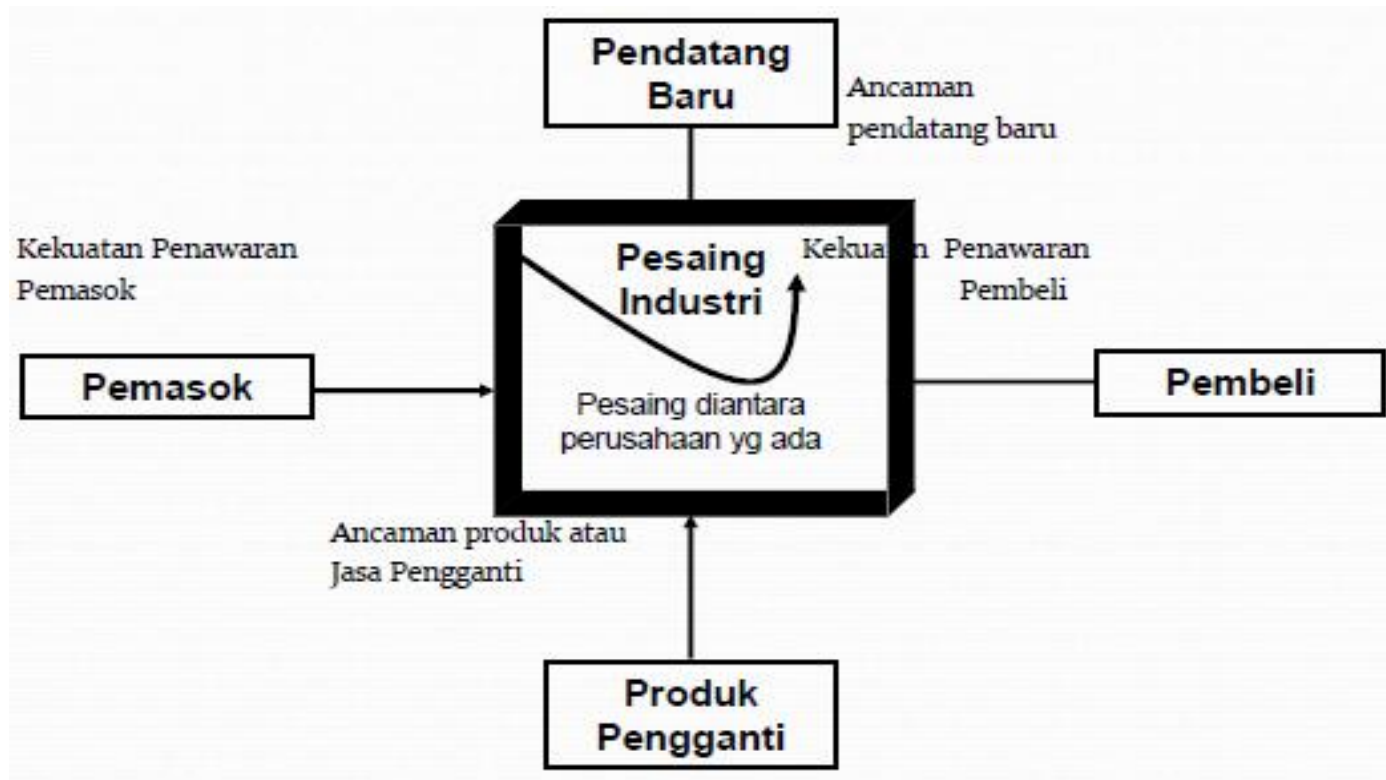 Pendatang
Baru
Ancaman
pendatang baru
Kekuatan Penawaran
Pemasok
Pesaing
Industri
Kekuatan Penawaran
Pembeli
Pemasok
Pembeli
Pesaing diantara
perusahaan yg ada
Ancaman produk atau
Jasa Pengganti
Produk
Pengganti